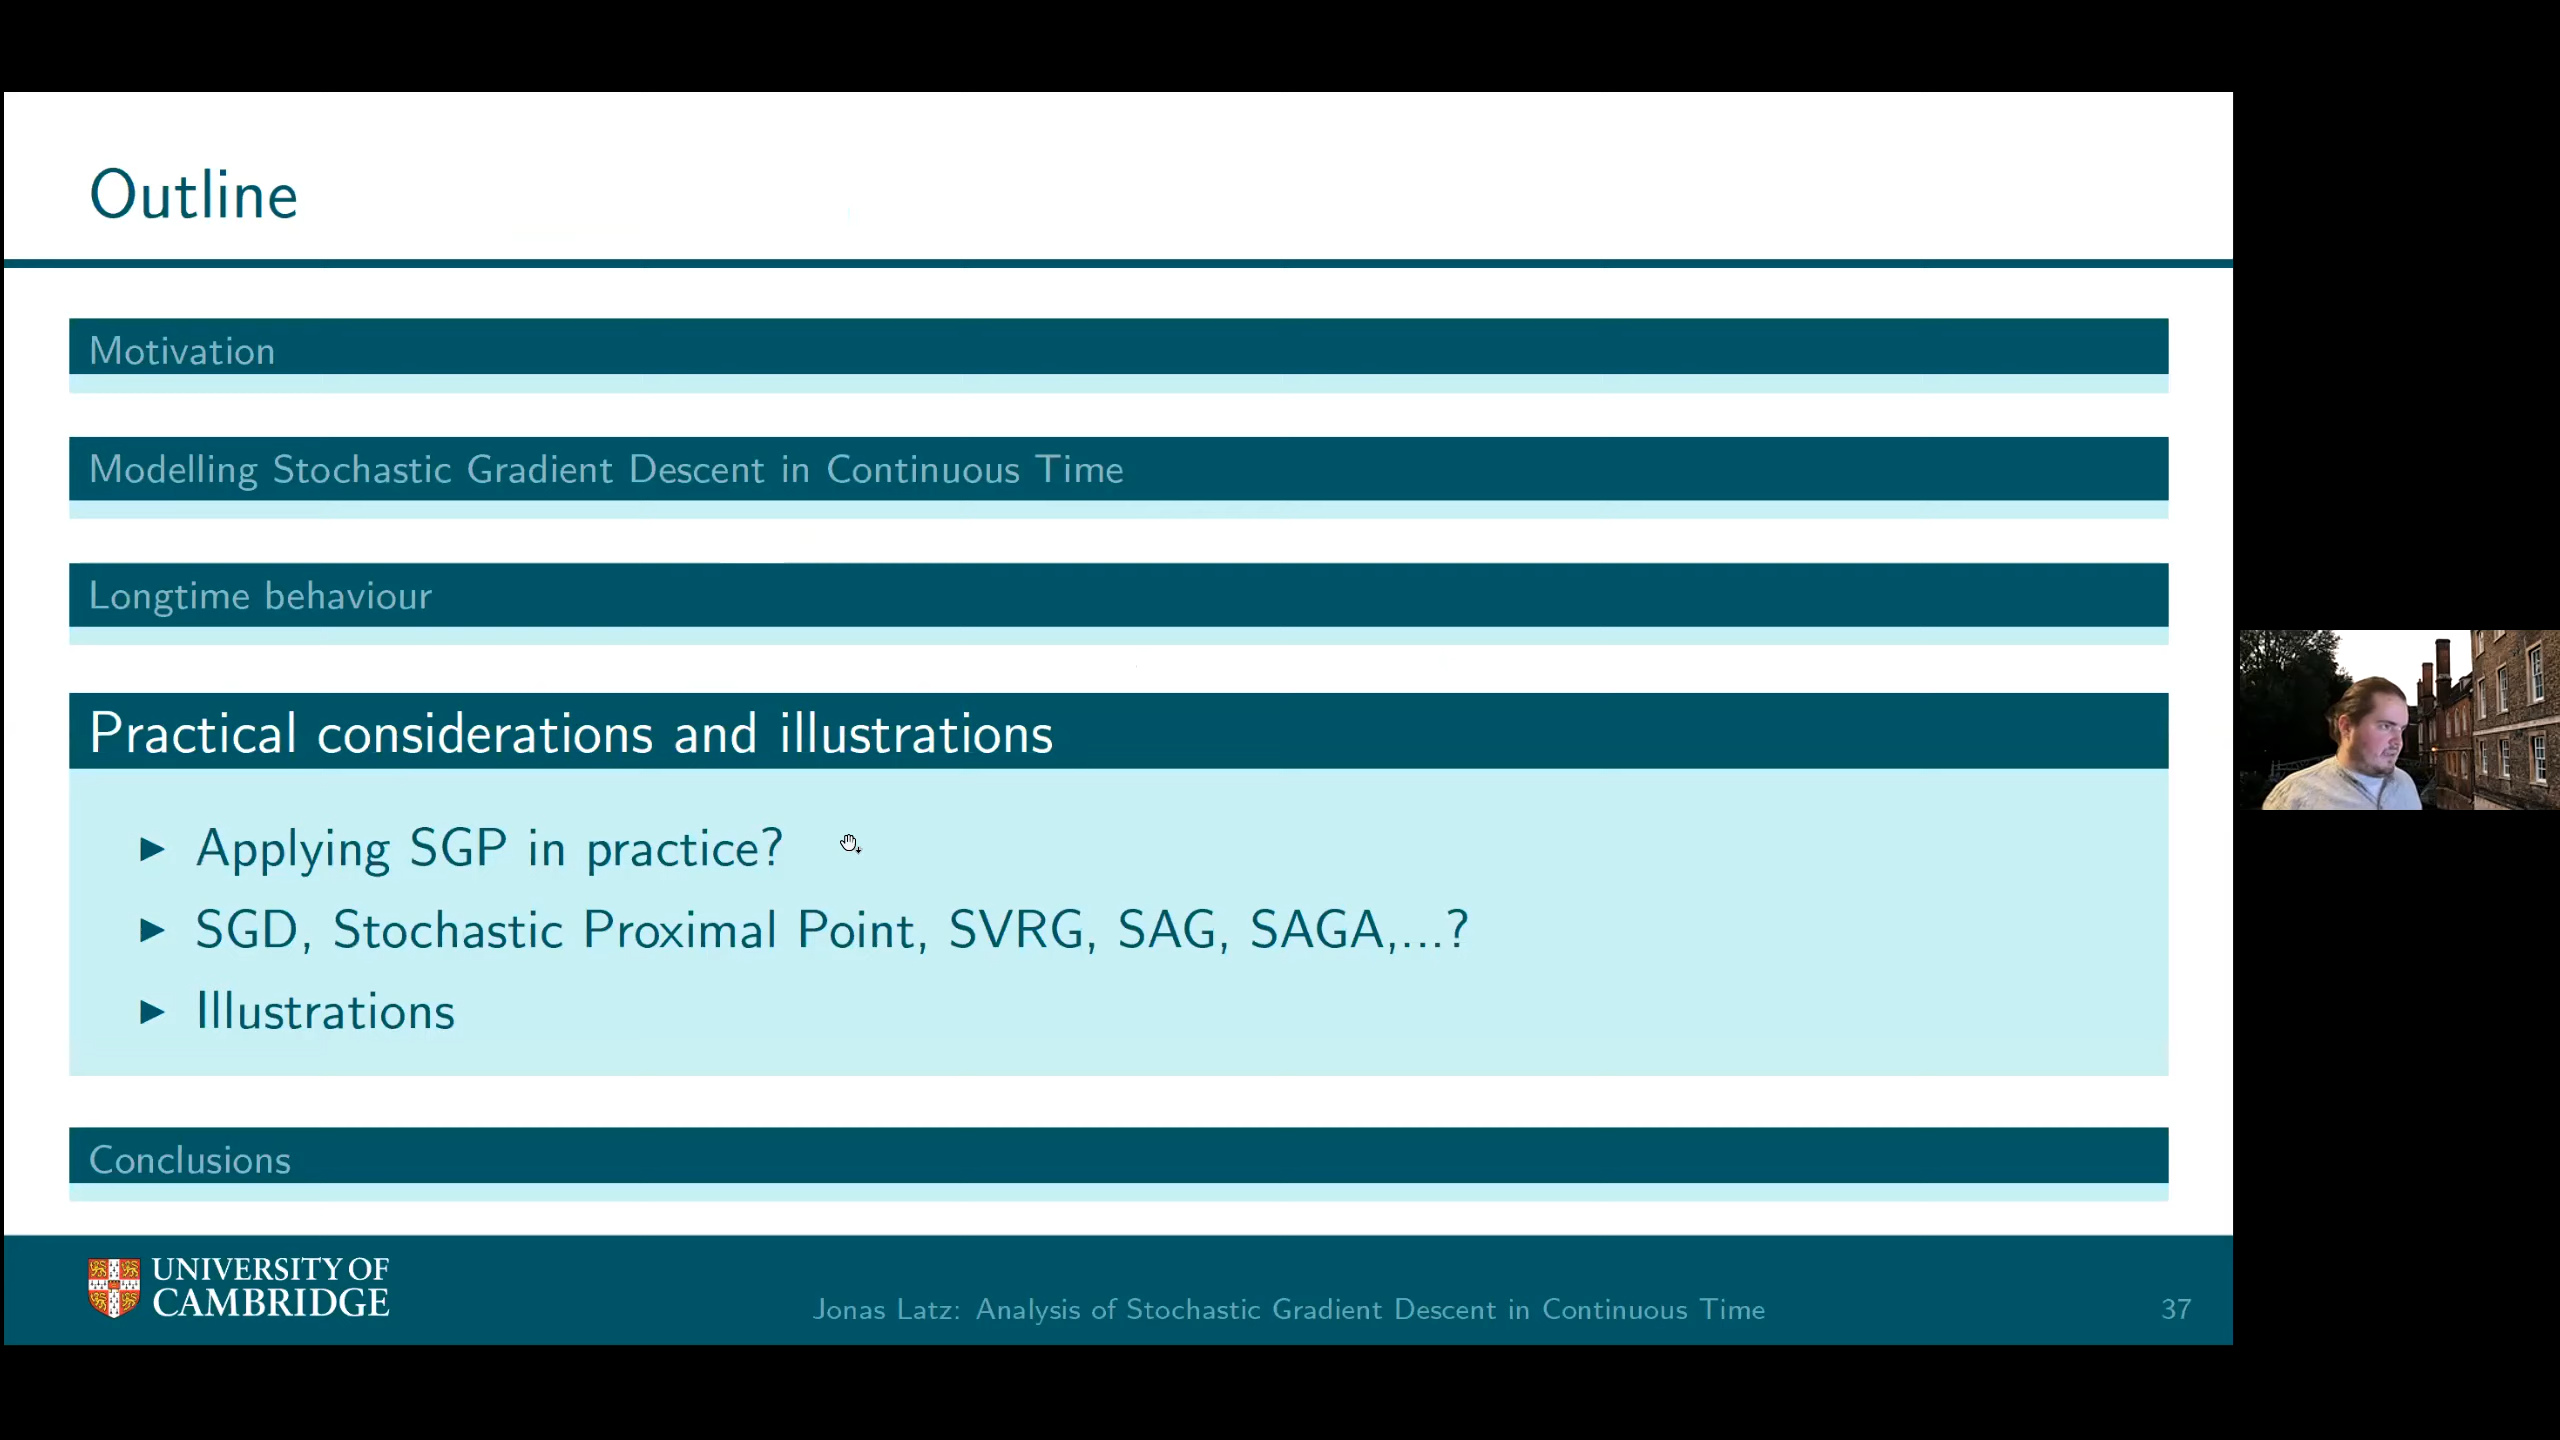 Outline
Motivation
Modelling Stochastic Gradient Descent in Continuous Time
Longtime behaviour
Practical considerations and illustrations
▶ Applying SGP in practice?
▶ SGD, Stochastic Proximal Point, SVRG, SAG, SAGA,...?
▶ Illustrations
Conclusions
UNIVERSITY OF
CAMBRIDGE
Jonas Latz: Analysis of Stochastic Gradient Descent in Continuous Time
37